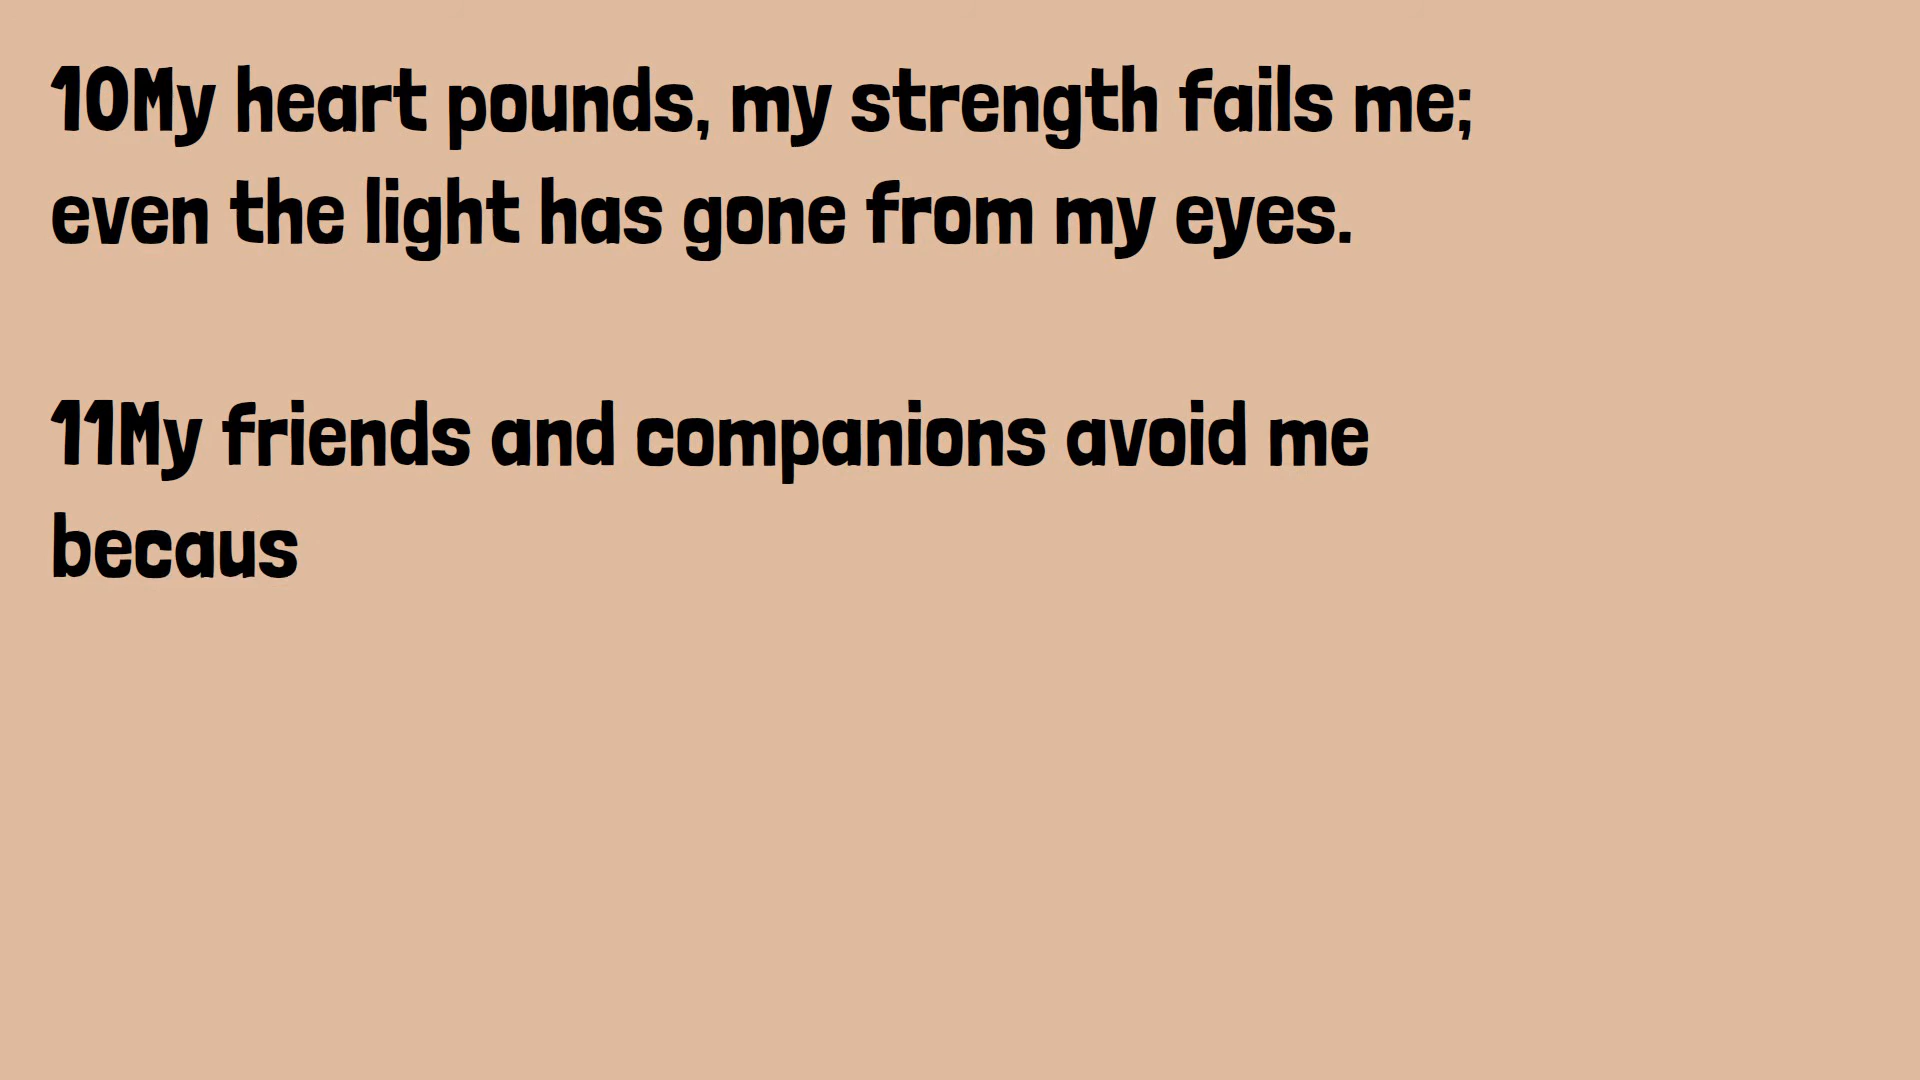 10My heart pounds, my strength fails me;
even the light has gone from my eyes.
11My friends and companions avoid me
becaus